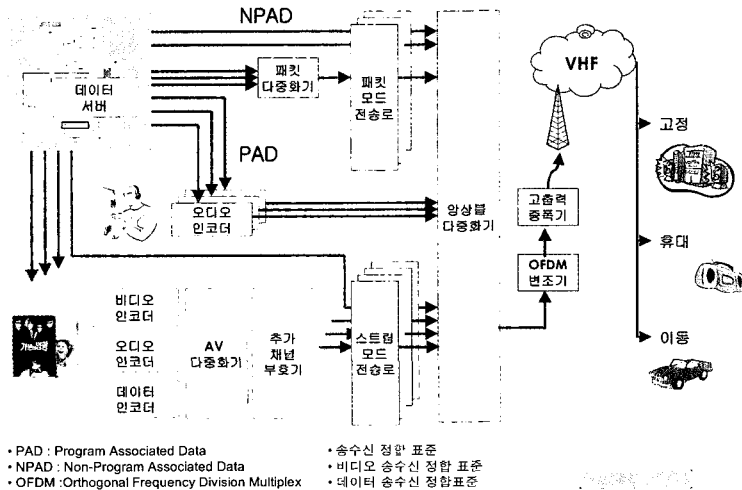 NPAD
데이터
서버
패킷
다중화기
패킷
모드
전송로
PAD
오디오
인코더
앙상블
다중화기
VHF
고출력
증폭기
OFDM
변조기
고정
휴대
이동
비디오
인코더
오디오
인코더
데이터
인코더
AV
다중화기
추가
채널
부호기
스트림
모드
전송로
• PAD : Program Associated Data
• NPAD : Non-Program Associated Data
• OFDM :Orthogonal Frequency Division Multiplex
• 송수신 정합 표준
• 비디오 송수신 정합 표준
• 데이터 송수신 정합표준